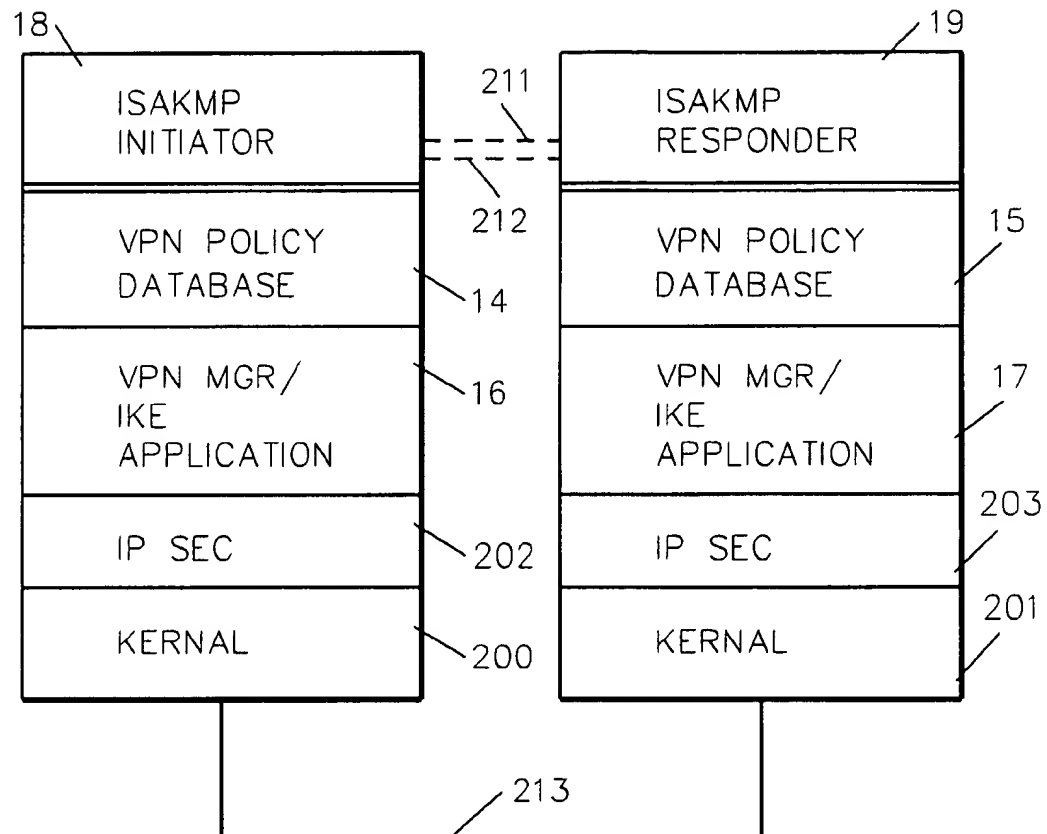 18
19
ISAKMP
INITIATOR
211
212
ISAKMP
RESPONDER
VPN POLICY
DATABASE
14
VPN POLICY
DATABASE
15
VPN MGR/
IKE
APPLICATION
16
VPN MGR/
IKE
APPLICATION
17
IP SEC
202
IP SEC
203
KERNAL
200
KERNAL
201
213